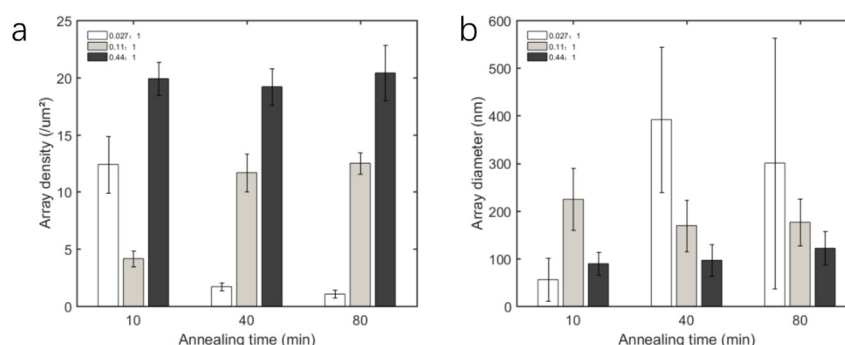 a
25
20
15
10
5
0
Array density (/um²)
0.027：1
0.11：1
0.44：1
10 40 80
Annealing time (min)
b
600
500
400
300
200
100
0
Array diameter (nm)
0.027：1
0.11：1
0.44：1
10 40 80
Annealing time (min)